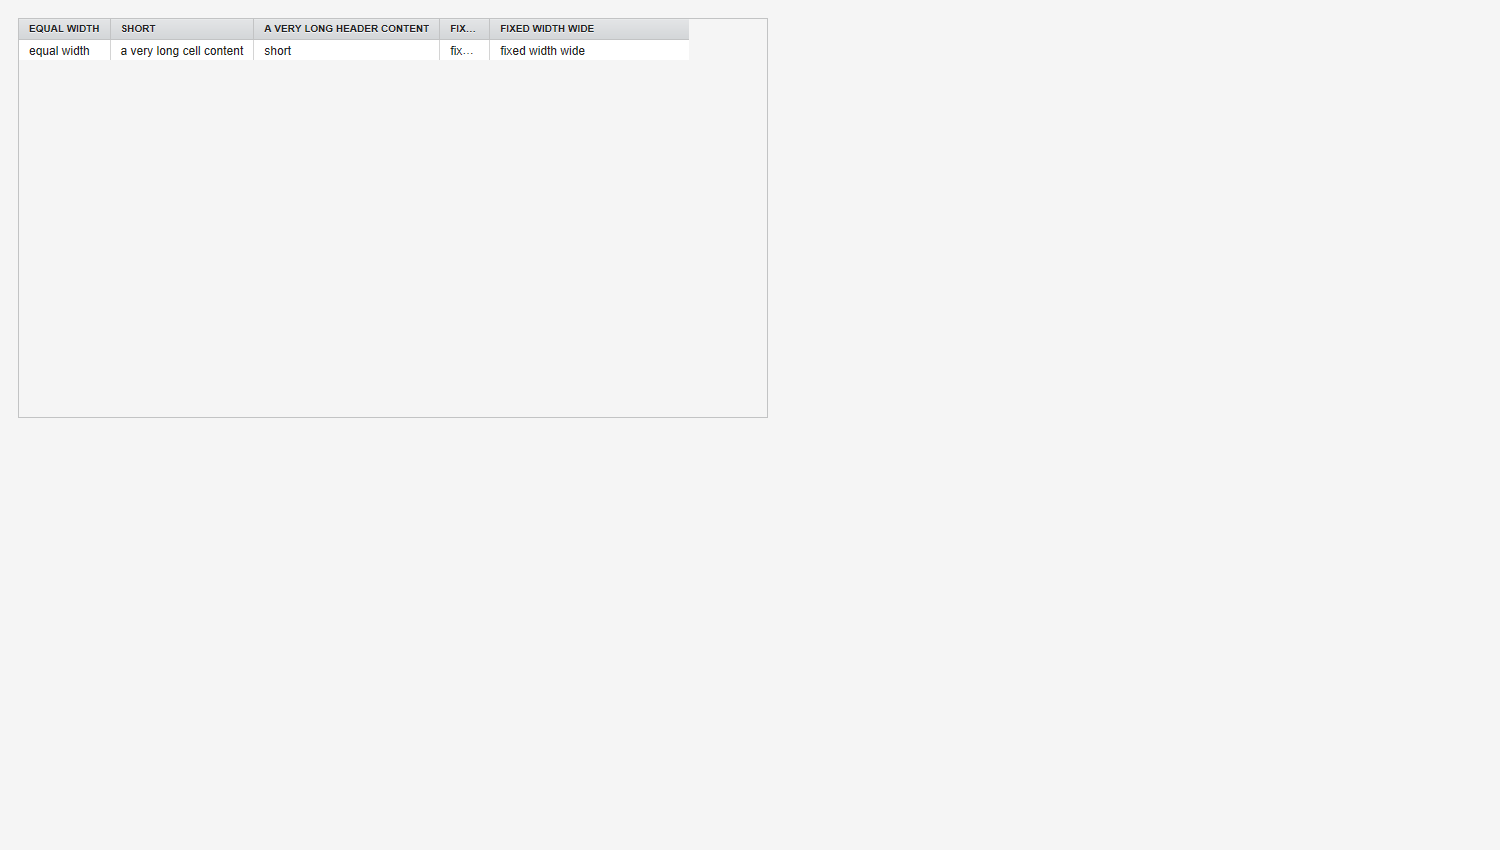 EQUAL WIDTH SHORT A VERY LONG HEADER CONTENT FIX... FIXED WIDTH WIDE
equal width a very long cell content short fix... fixed width wide